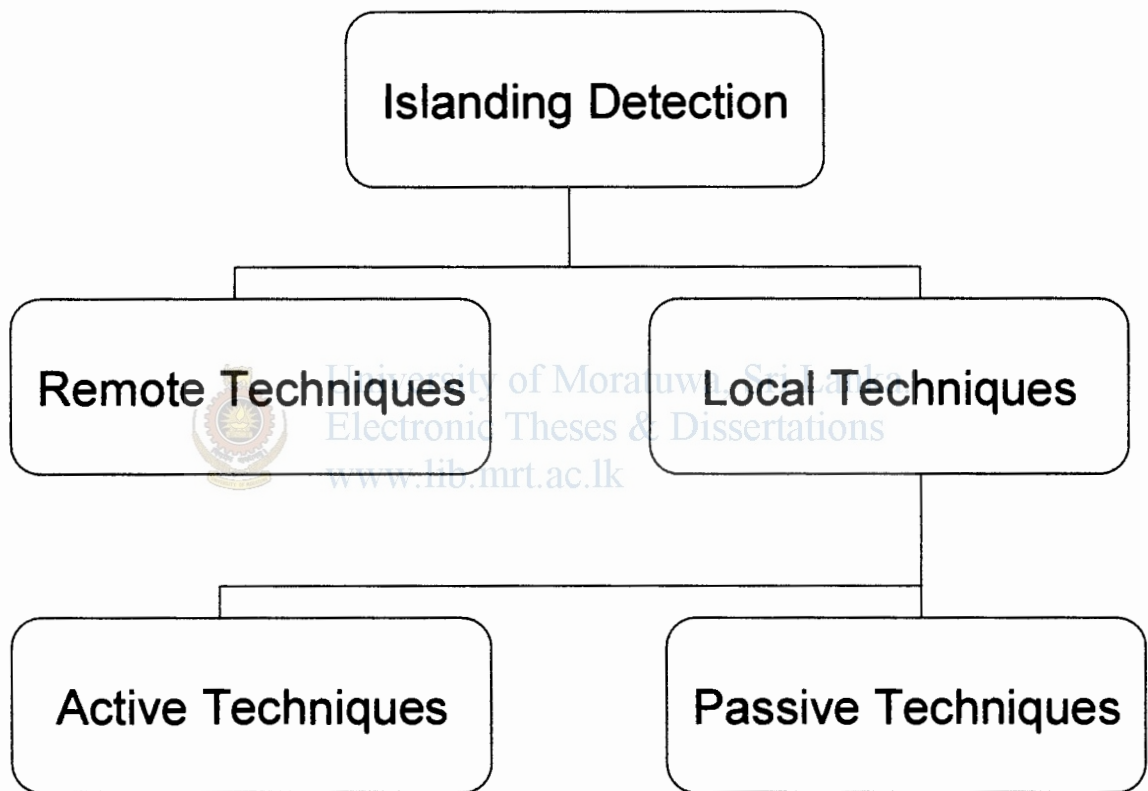 Islanding Detection
Remote Techniques
Local Techniques
University of Moratuwa, Sri Lanka
Electronic Theses & Dissertations
www.lib.mrt.ac.lk
Active Techniques
Passive Techniques